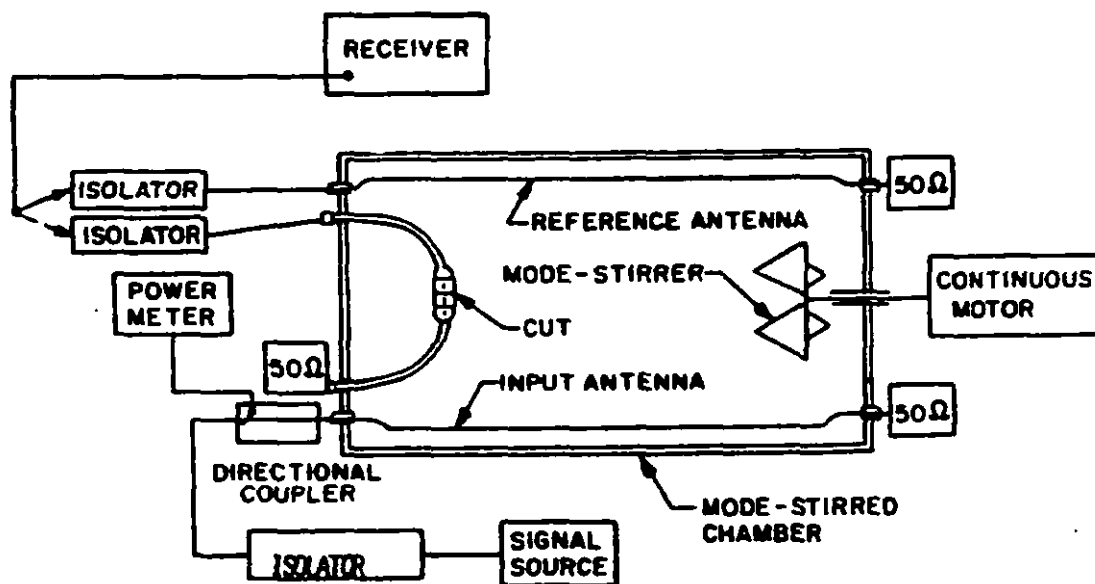 RECEIVER
ISOLATOR
50Ω
REFERENCE ANTENNA
ISOLATOR
MODE-STIRRER
CONTINUOUS
MOTOR
POWER
METER
CUT
50Ω
INPUT ANTENNA
50Ω
DIRECTIONAL
COUPLER
MODE-STIRRED
CHAMBER
ISOLATOR
SIGNAL
SOURCE